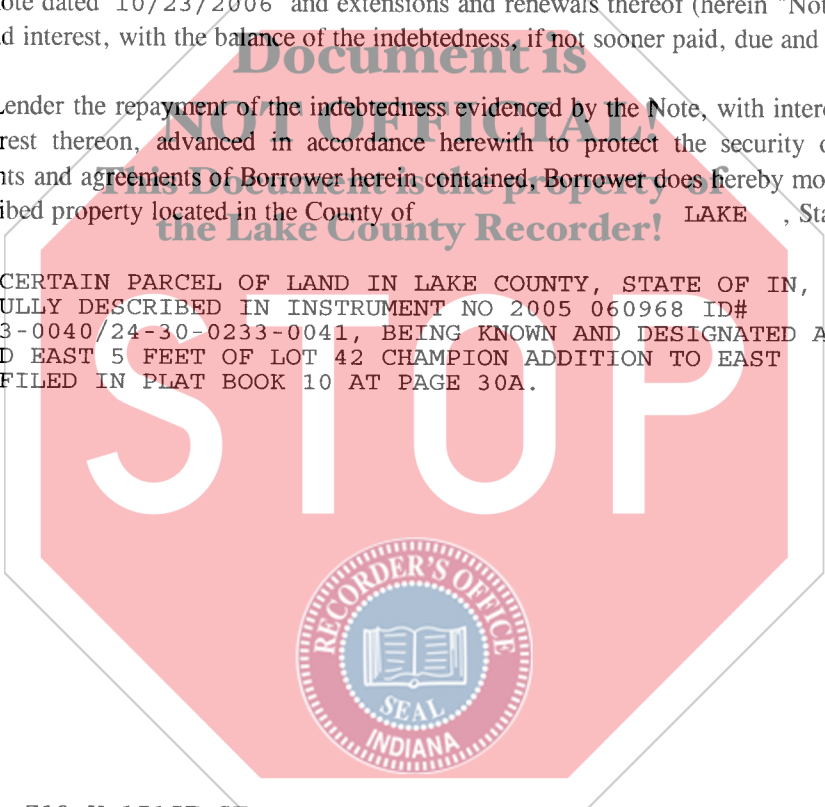 ote dated 10/23/2006 and extensions and renewals thereof (herein "Not
d interest, with the balance of the indebtedness, if not sooner paid, due and
Document is
Lender the repayment of the indebtedness evidenced by the Note, with intere
NOT OFFICIAL!
rest thereon, advanced in accordance herewith to protect the security o
This Document is the property of
nts and agreements of Borrower herein contained, Borrower does hereby mo
ibed property located in the County of LAKE , Sta
the Lake County Recorder!
CERTAIN PARCEL OF LAND IN LAKE COUNTY, STATE OF IN,
ULLY DESCRIBED IN INSTRUMENT NO 2005 060968 ID#
3-0040/24-30-0233-0041, BEING KNOWN AND DESIGNATED A
D EAST 5 FEET OF LOT 42 CHAMPION ADDITION TO EAST
FILED IN PLAT BOOK 10 AT PAGE 30A.
STOP
RECORDER'S OFFICE
SEAL
INDIANA